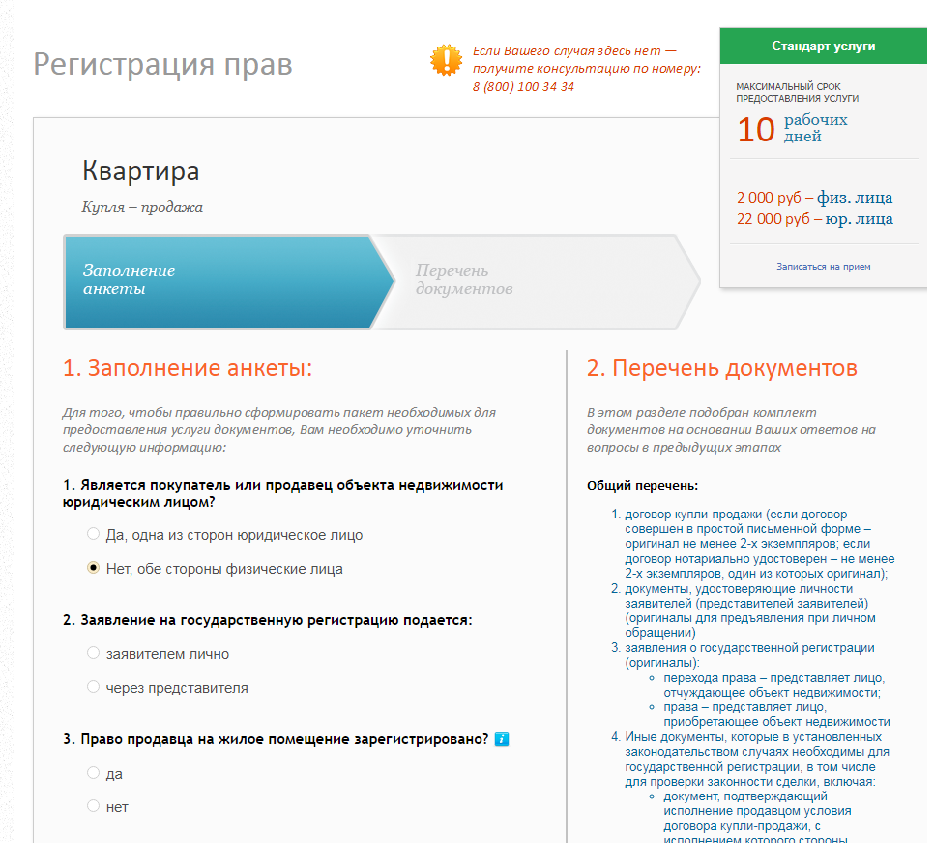 Регистрация прав
Если Вашего случая здесь нет —
получите консультацию по номеру:
8 (800) 100 34 34
Стандарт услуги
МАКСИМАЛЬНЫЙ СРОК
ПРЕДОСТАВЛЕНИЯ УСЛУГИ
10 рабочих
дней
2 000 руб – физ. лица
22 000 руб – юр. лица
Записаться на прием
Квартира
Купля – продажа
Заполнение
анкеты
Перечень
документов
1. Заполнение анкеты:
Для того, чтобы правильно сформировать пакет необходимых для
предоставления услуги документов, Вам необходимо уточнить
следующую информацию:
1. Является покупатель или продавец объекта недвижимости
юридическим лицом?
Да, одна из сторон юридическое лицо
Нет, обе стороны физические лица
2. Заявление на государственную регистрацию подается:
заявителем лично
через представителя
3. Право продавца на жилое помещение зарегистрировано? i
да
нет
2. Перечень документов
В этом разделе подобран комплект
документов на основании Ваших ответов на
вопросы в предыдущих этапах
Общий перечень:
1. договор купли-продажи (если договор
совершен в простой письменной форме –
оригинал не менее 2-х экземпляров; если
договор нотариально удостоверен – не менее
2-х экземпляров, один из которых оригинал);
2. документы, удостоверяющие личности
заявителей (представителей заявителей)
(оригиналы для предъявления при личном
обращении)
3. заявления о государственной регистрации
(оригиналы):
перехода права – представляет лицо,
отчуждающее объект недвижимости;
права – представляет лицо,
приобретающее объект недвижимости
4. Иные документы, которые в установленных
законодательством случаях необходимы для
государственной регистрации, в том числе
для проверки законности сделки, включая:
документ, подтверждающий
исполнение продавцом условия
договора купли-продажи, с
исполнением которого стороны